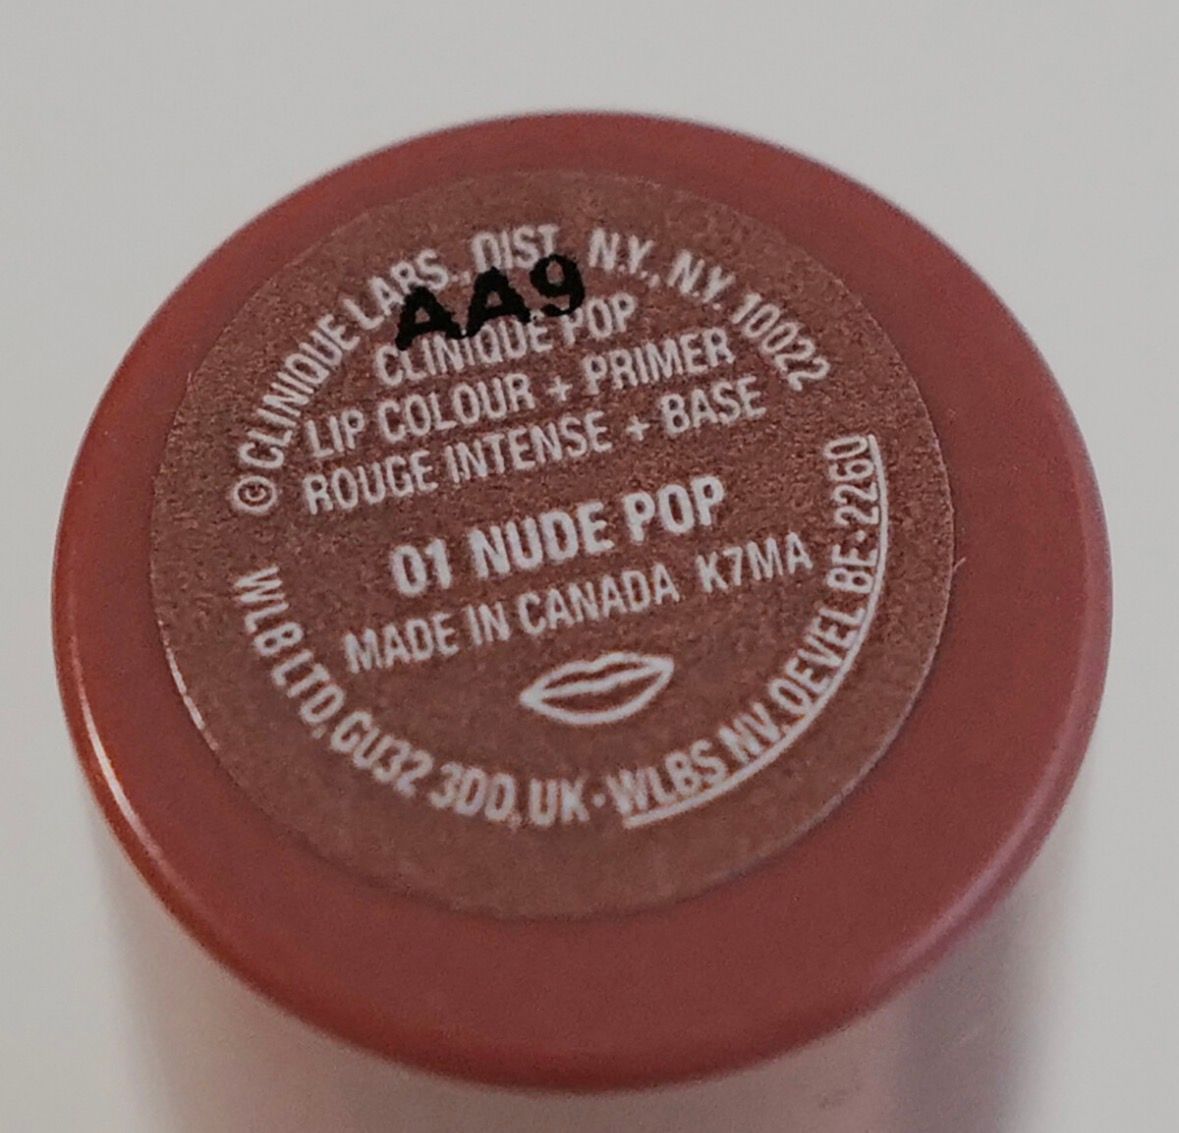 © CLINIQUE LABS., DIST. N.Y., N.Y. 10022
AA9
CLINIQUE POP
LIP COLOUR + PRIMER
ROUGE INTENSE + BASE
01 NUDE POP
MADE IN CANADA K7MA
WLB LTD, GU32 3DD, UK · WLBS NV. OEVEL BE-2260